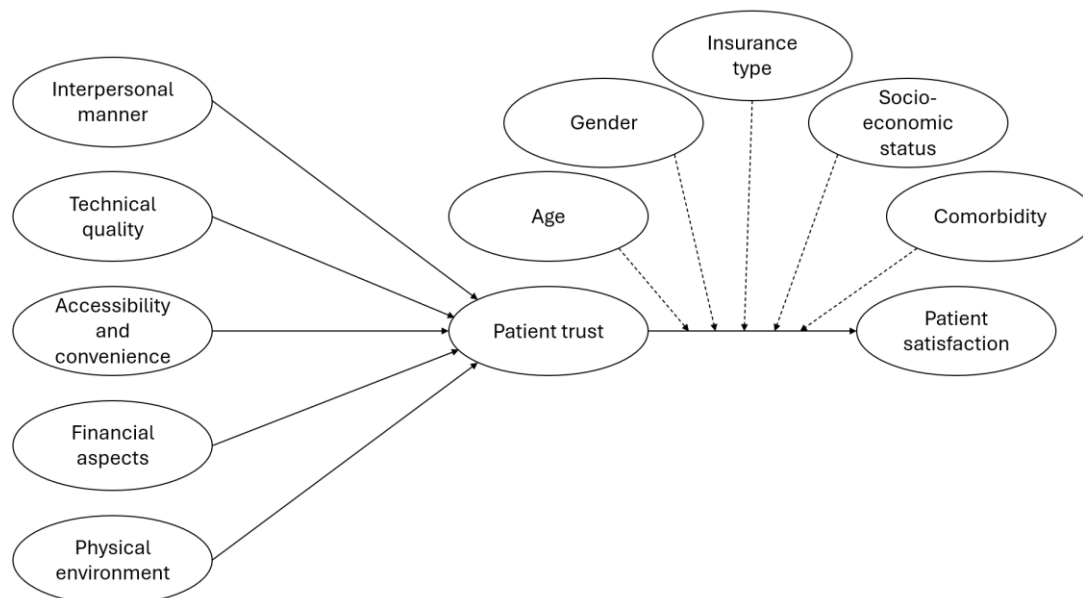 Interpersonal
manner
Technical
quality
Accessibility
and
convenience
Financial
aspects
Physical
environment
Patient trust
Age
Gender
Insurance
type
Socio-
economic
status
Comorbidity
Patient
satisfaction